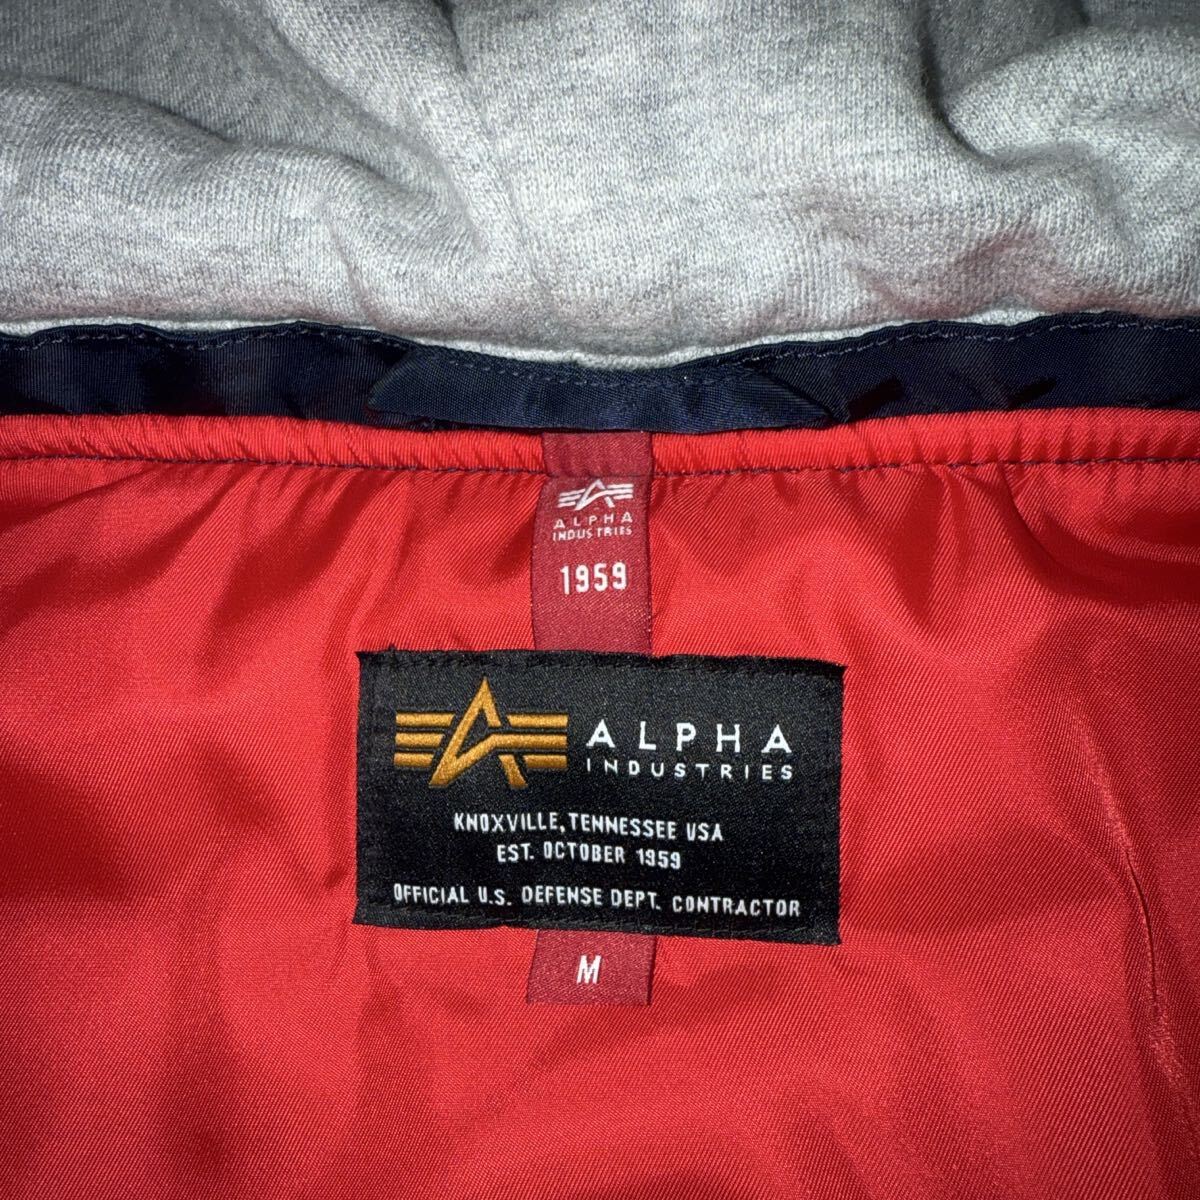 ALPHA
INDUSTRIES
1959
ALPHA
INDUSTRIES
KNOXVILLE, TENNESSEE USA
EST. OCTOBER 1959
OFFICIAL U.S. DEFENSE DEPT. CONTRACTOR
M